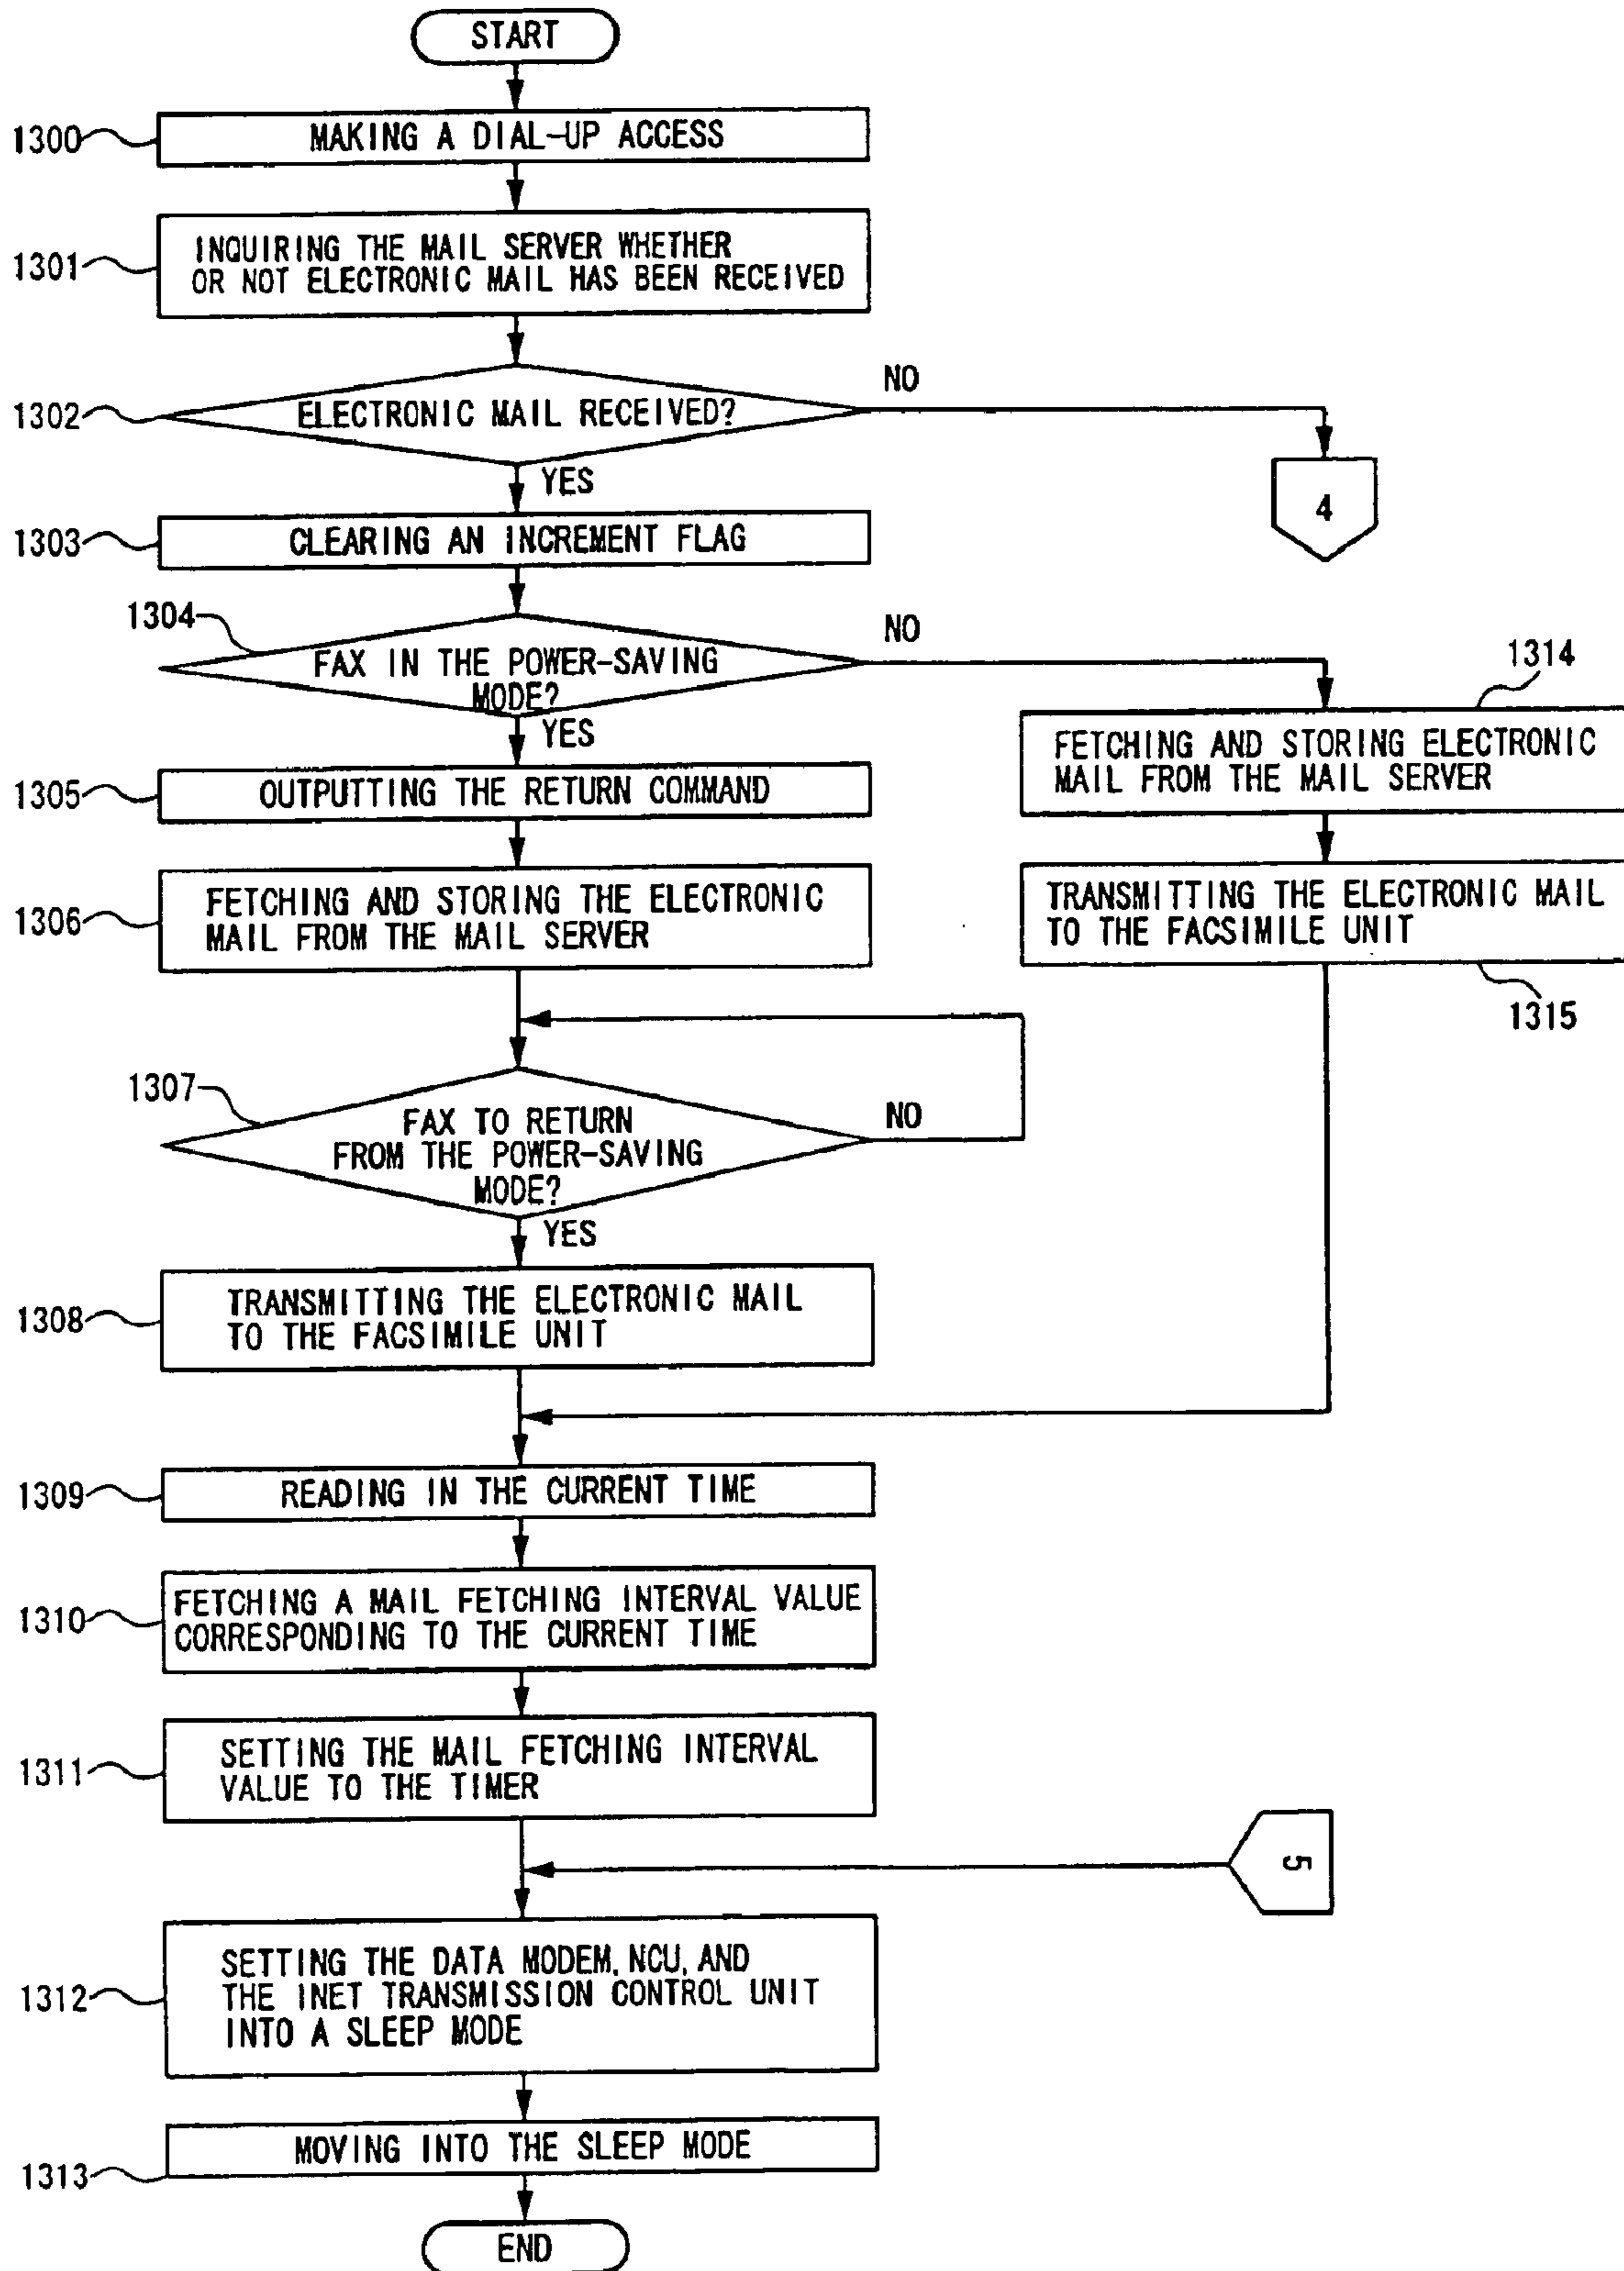 START
1300
MAKING A DIAL-UP ACCESS
1301
INQUIRING THE MAIL SERVER WHETHER
OR NOT ELECTRONIC MAIL HAS BEEN RECEIVED
1302
ELECTRONIC MAIL RECEIVED?
NO
4
YES
1303
CLEARING AN INCREMENT FLAG
1304
FAX IN THE POWER-SAVING
MODE?
NO
YES
1314
FETCHING AND STORING ELECTRONIC
MAIL FROM THE MAIL SERVER
1305
OUTPUTTING THE RETURN COMMAND
1306
FETCHING AND STORING THE ELECTRONIC
MAIL FROM THE MAIL SERVER
TRANSMITTING THE ELECTRONIC MAIL
TO THE FACSIMILE UNIT
1315
1307
FAX TO RETURN
FROM THE POWER-SAVING
MODE?
NO
YES
1308
TRANSMITTING THE ELECTRONIC MAIL
TO THE FACSIMILE UNIT
1309
READING IN THE CURRENT TIME
1310
FETCHING A MAIL FETCHING INTERVAL VALUE
CORRESPONDING TO THE CURRENT TIME
1311
SETTING THE MAIL FETCHING INTERVAL
VALUE TO THE TIMER
5
1312
SETTING THE DATA MODEM, NCU, AND
THE INET TRANSMISSION CONTROL UNIT
INTO A SLEEP MODE
1313
MOVING INTO THE SLEEP MODE
END